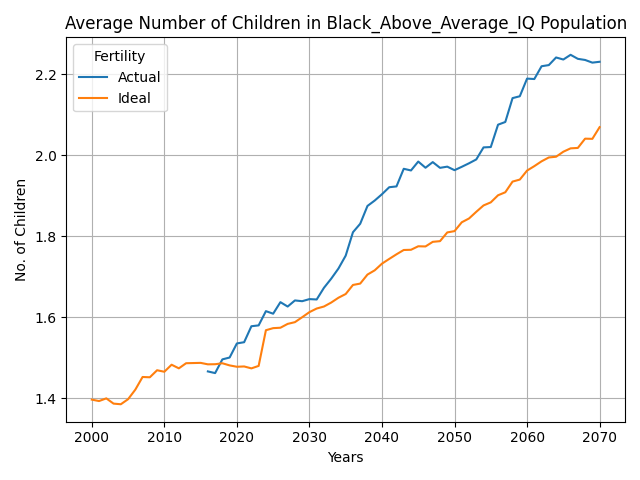 Average Number of Children in Black_Above_Average_IQ Population
Fertility
Actual
Ideal
No. of Children
2.2
2.0
1.8
1.6
1.4
2000 2010 2020 2030 2040 2050 2060 2070
Years